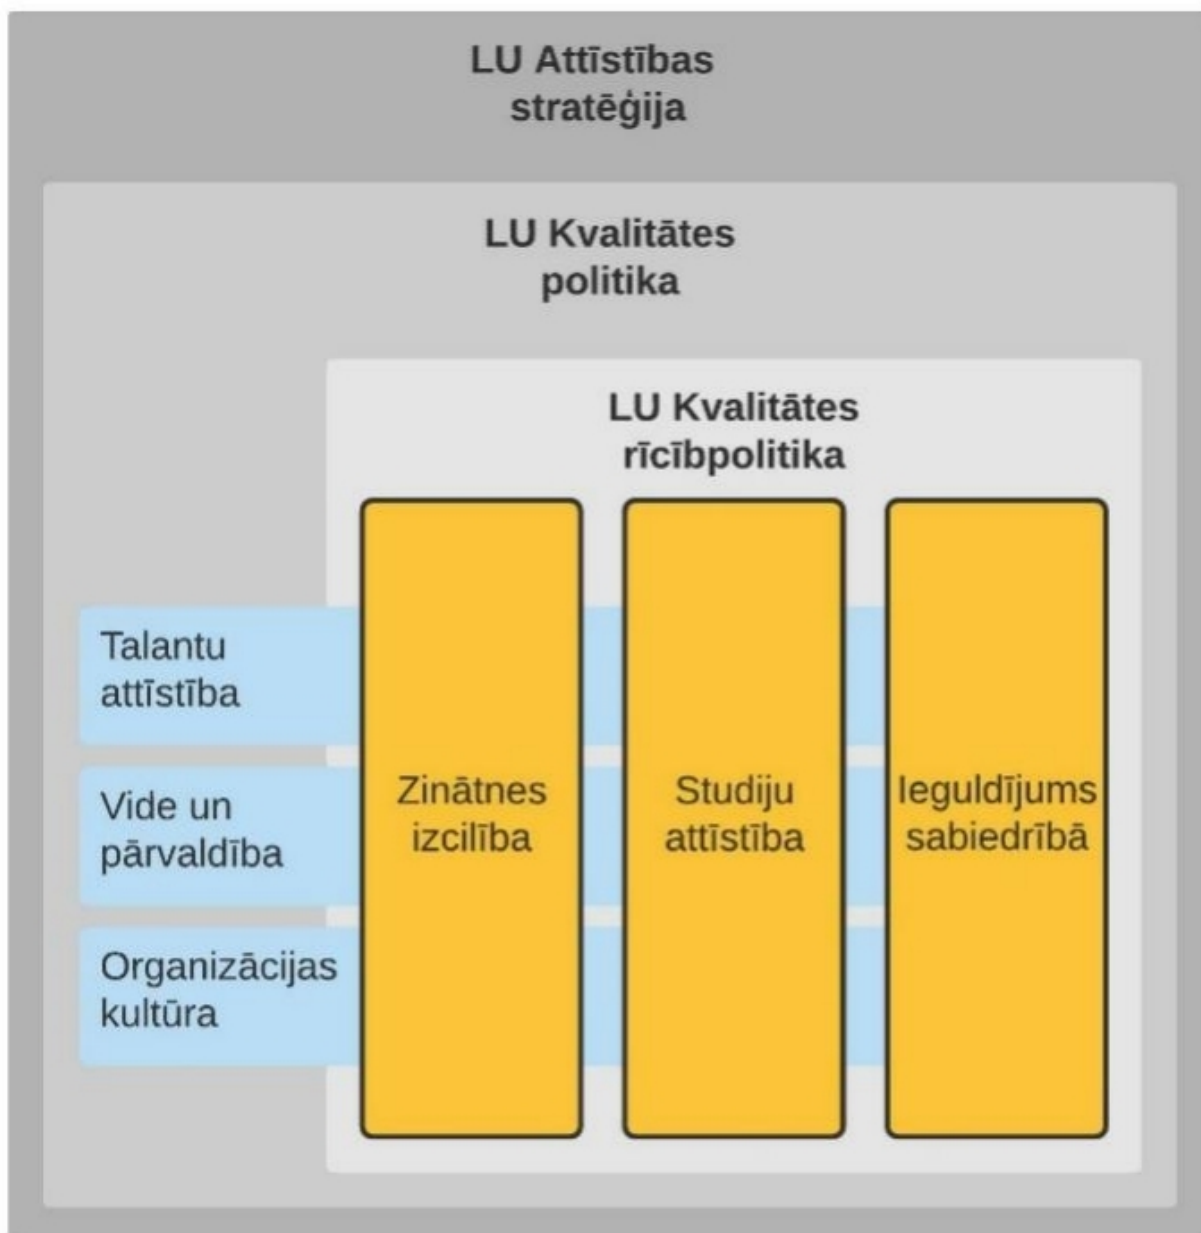 LU Attīstības
stratēģija
LU Kvalitātes
politika
LU Kvalitātes
rīcībpolitika
Talantu
attīstība
Vide un
pārvaldība
Organizācijas
kultūra
Zinātnes
izcilība
Studiju
attīstība
Ieguldījums
sabiedrībā